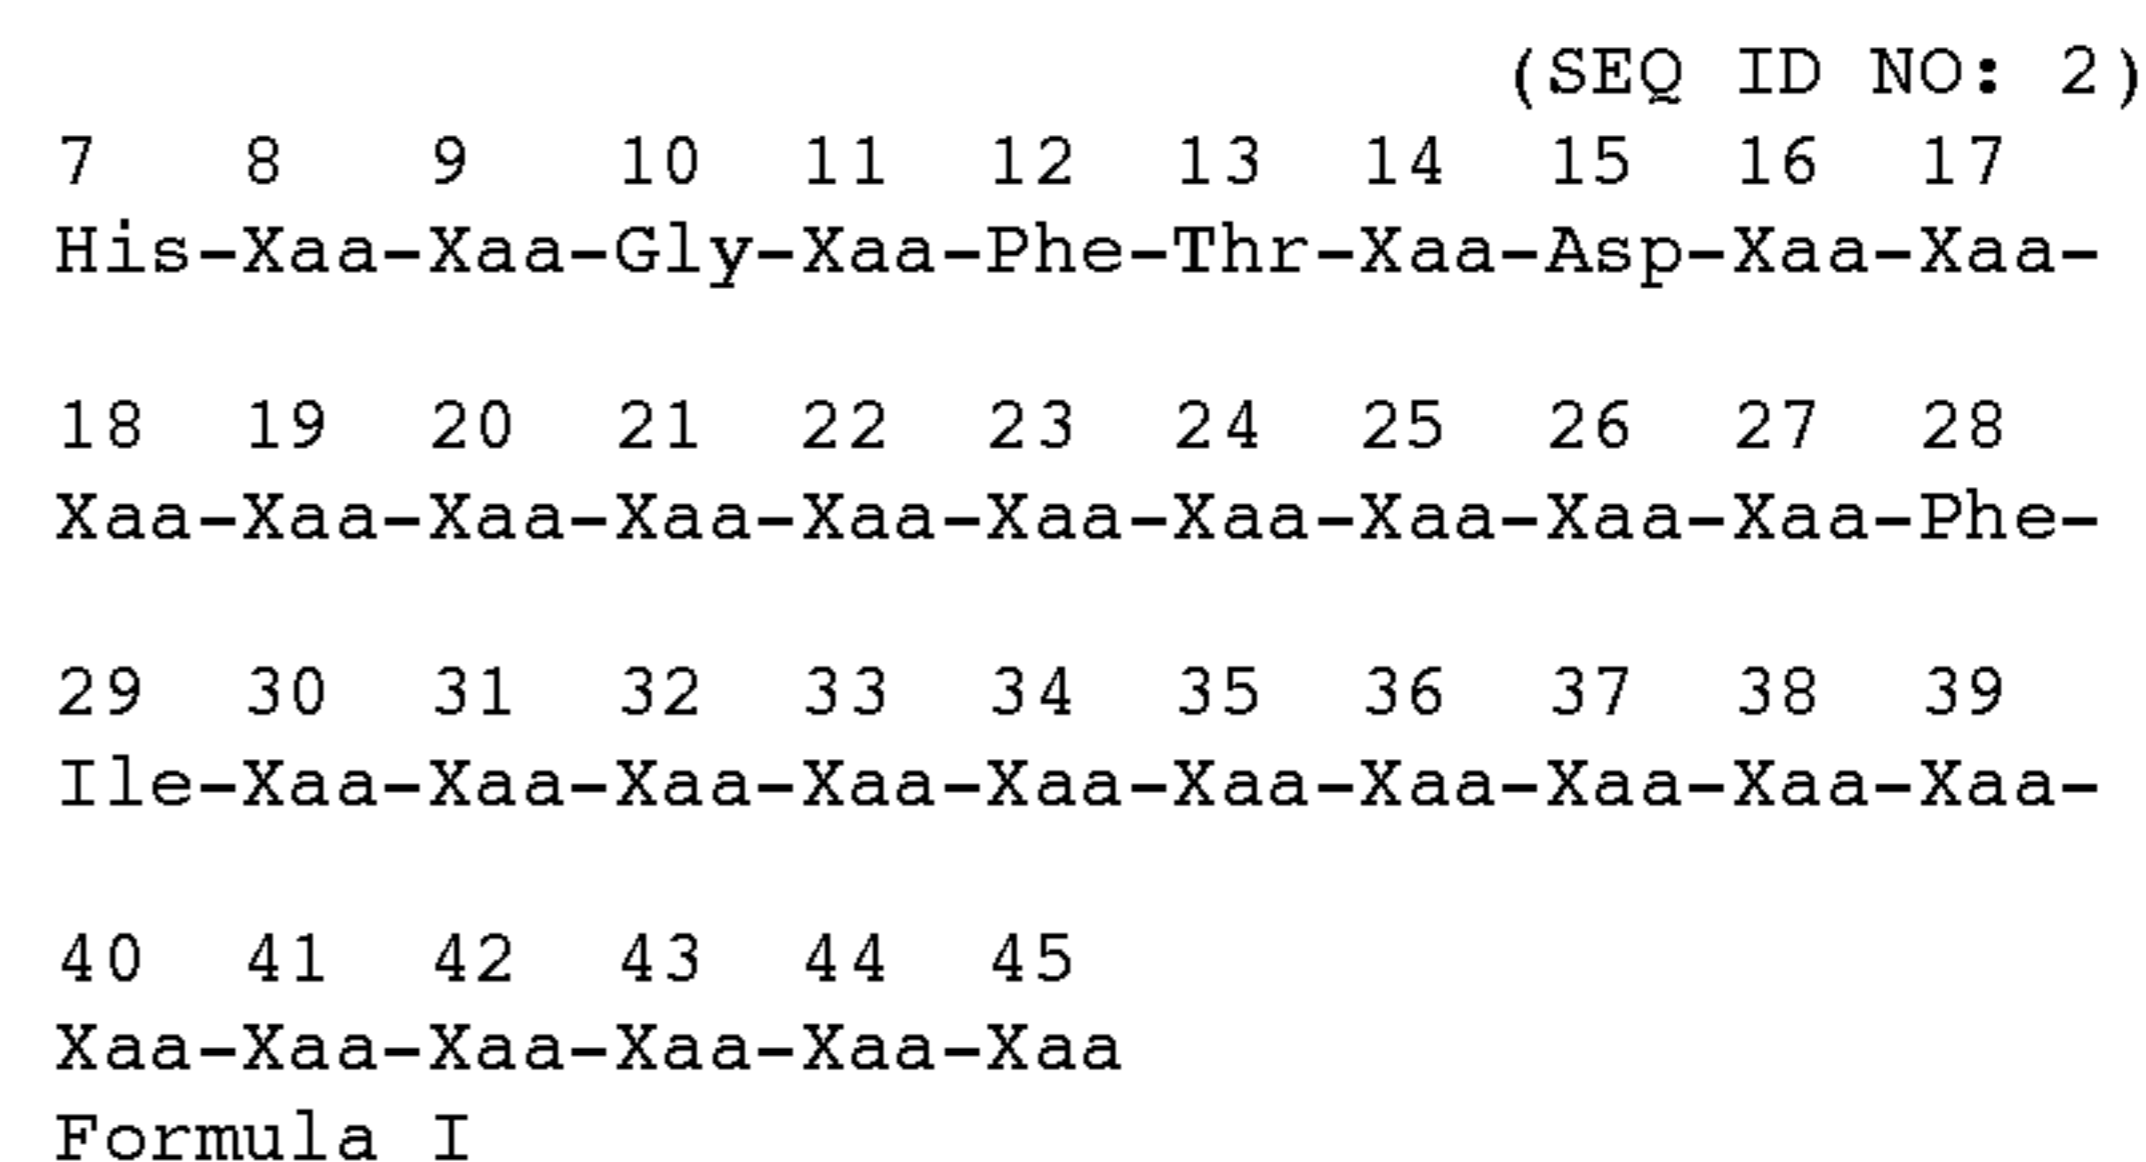 (SEQ ID NO: 2)
7 8 9 10 11 12 13 14 15 16 17
His-Xaa-Xaa-Gly-Xaa-Phe-Thr-Xaa-Asp-Xaa-Xaa-
18 19 20 21 22 23 24 25 26 27 28
Xaa-Xaa-Xaa-Xaa-Xaa-Xaa-Xaa-Xaa-Xaa-Xaa-Phe-
29 30 31 32 33 34 35 36 37 38 39
Ile-Xaa-Xaa-Xaa-Xaa-Xaa-Xaa-Xaa-Xaa-Xaa-Xaa-
40 41 42 43 44 45
Xaa-Xaa-Xaa-Xaa-Xaa-Xaa
Formula I